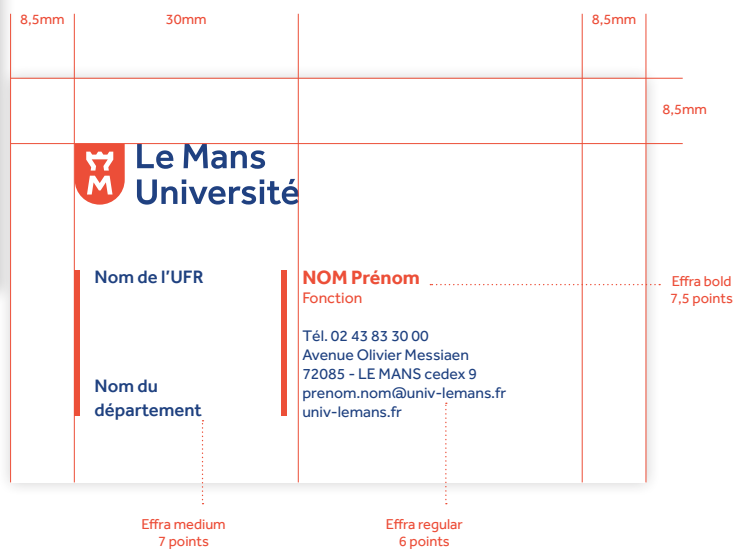 8,5mm
30mm
8,5mm
8,5mm
Le Mans
Université
Nom de l'UFR
Nom du
département
NOM Prénom
Fonction
Tél. 02 43 83 30 00
Avenue Olivier Messiaen
72085 - LE MANS cedex 9
prenom.nom@univ-lemans.fr
univ-lemans.fr
Effra bold
7,5 points
Effra medium
7 points
Effra regular
6 points